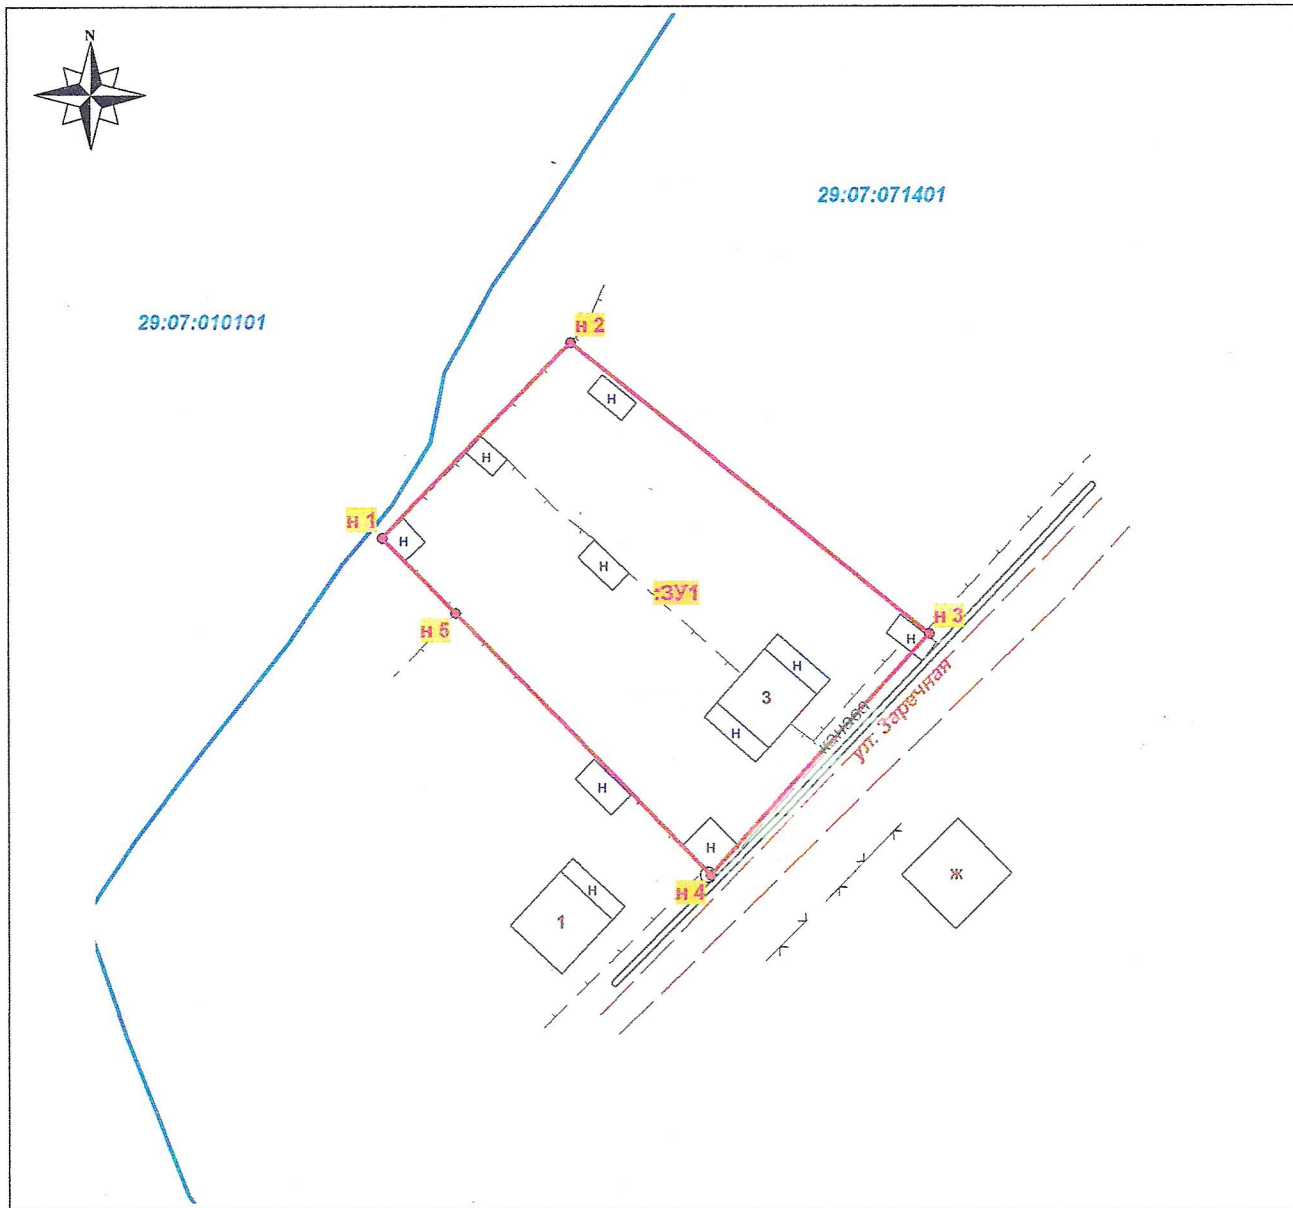 N
29:07:071401
29:07:010101
н 2
Н
Н
н 1
Н
Н
:ЗУ1
н 5
н 3
Н
Н
3
Н
канава
ул. Заречная
Н
Н
н 4
Н
1
Ж